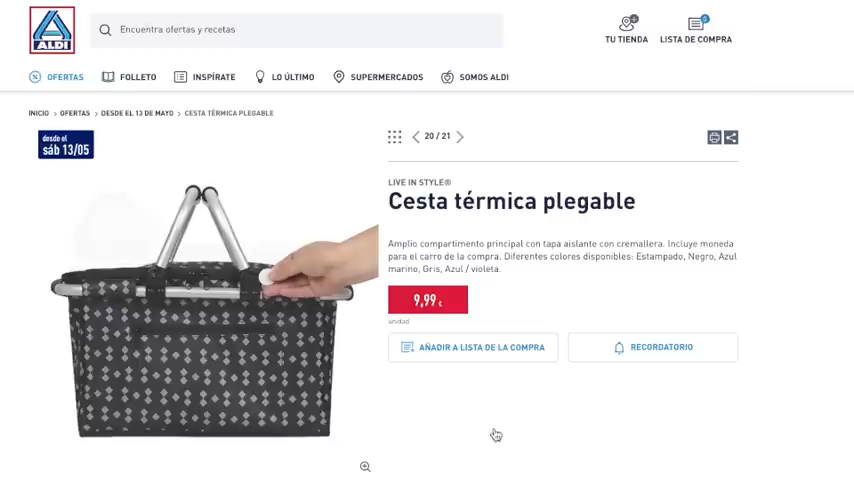 ALDI
Encuentra ofertas y recetas
TU TIENDA
LISTA DE COMPRA
OFERTAS
FOLLETO
INSPÍRATE
LO ÚLTIMO
SUPERMERCADOS
SOMOS ALDI
INICIO > OFERTAS > DESDE EL 13 DE MAYO > CESTA TÉRMICA PLEGABLE
desde el
sáb 13/05
20 / 21
LIVE IN STYLE®
Cesta térmica plegable
Amplio compartimento principal con tapa aislante con cremallera. Incluye moneda
para el carro de la compra. Diferentes colores disponibles: Estampado, Negro, Azul
marino, Gris, Azul / violeta.
9,99 €
unidad
AÑADIR A LISTA DE LA COMPRA
RECORDATORIO